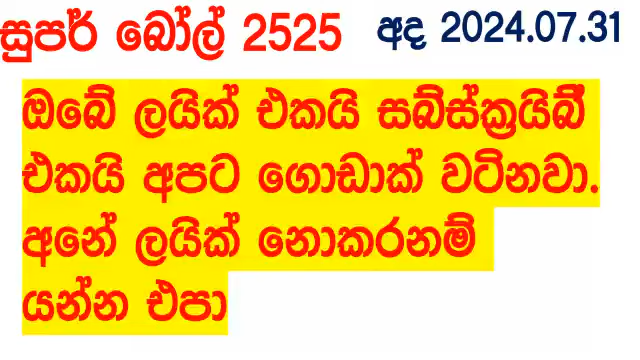 සුපර් බෝල් 2525 අද 2024.07.31
ඔබේ ලයික් එකයි සබ්ස්ක්‍රයිබ්
එකයි අපට ගොඩාක් වටිනවා.
අනේ ලයික් නොකරනම්
යන්න එපා